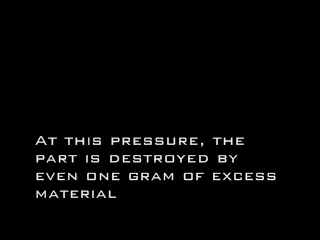 At this pressure, the
part is destroyed by
even one gram of excess
material